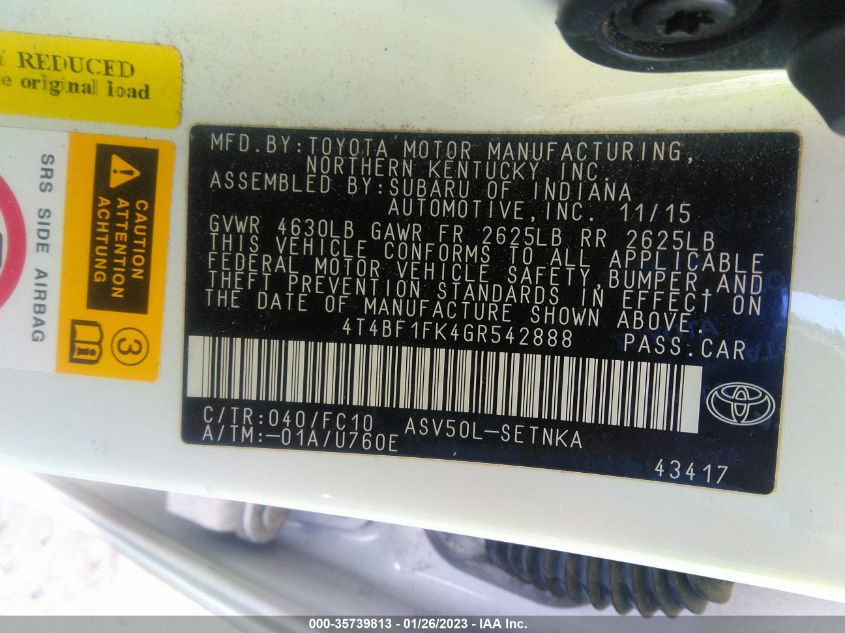 REDUCED
original load
SRS SIDE AIRBAG
CAUTION
ATTENTION
ACHTUNG
3
MFD.BY:TOYOTA MOTOR MANUFACTURING,
NORTHERN KENTUCKY INC.
ASSEMBLED BY:SUBARU OF INDIANA
AUTOMOTIVE,INC. 11/15
GVWR 4630LB GAWR FR 2625LB RR 2625LB
THIS VEHICLE CONFORMS TO ALL APPLICABLE
FEDERAL MOTOR VEHICLE SAFETY,BUMPER,AND
THEFT PREVENTION STANDARDS IN EFFECT ON
THE DATE OF MANUFACTURE SHOWN ABOVE.
4T4BF1FK4GR542888 PASS.CAR
C/TR:040/FC10 ASV50L-SETNKA
A/TM:-01A/U760E
43417
000-35739813 - 01/26/2023 - IAA Inc.